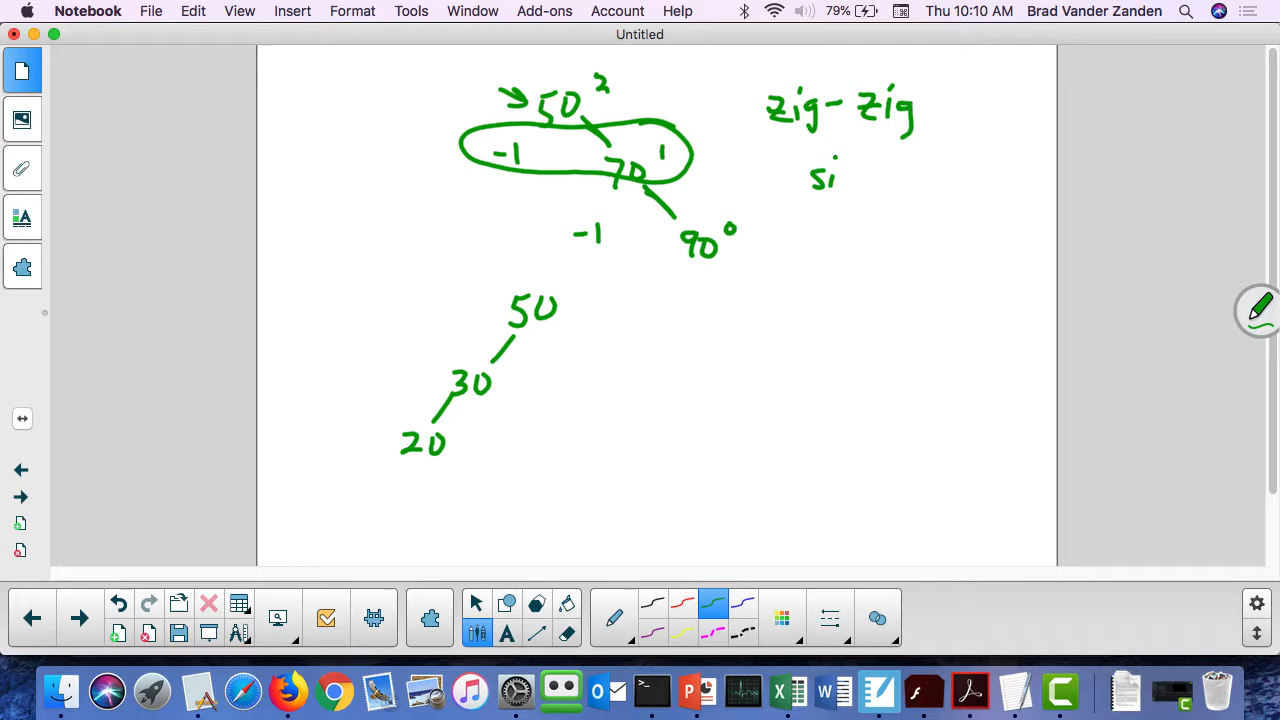 Notebook File Edit View Insert Format Tools Window Add-ons Account Help 79% Thu 10:10 AM Brad Vander Zanden
Untitled
50 2
zig-zig
-1 70 1
si
-1 90 0
50
30
20